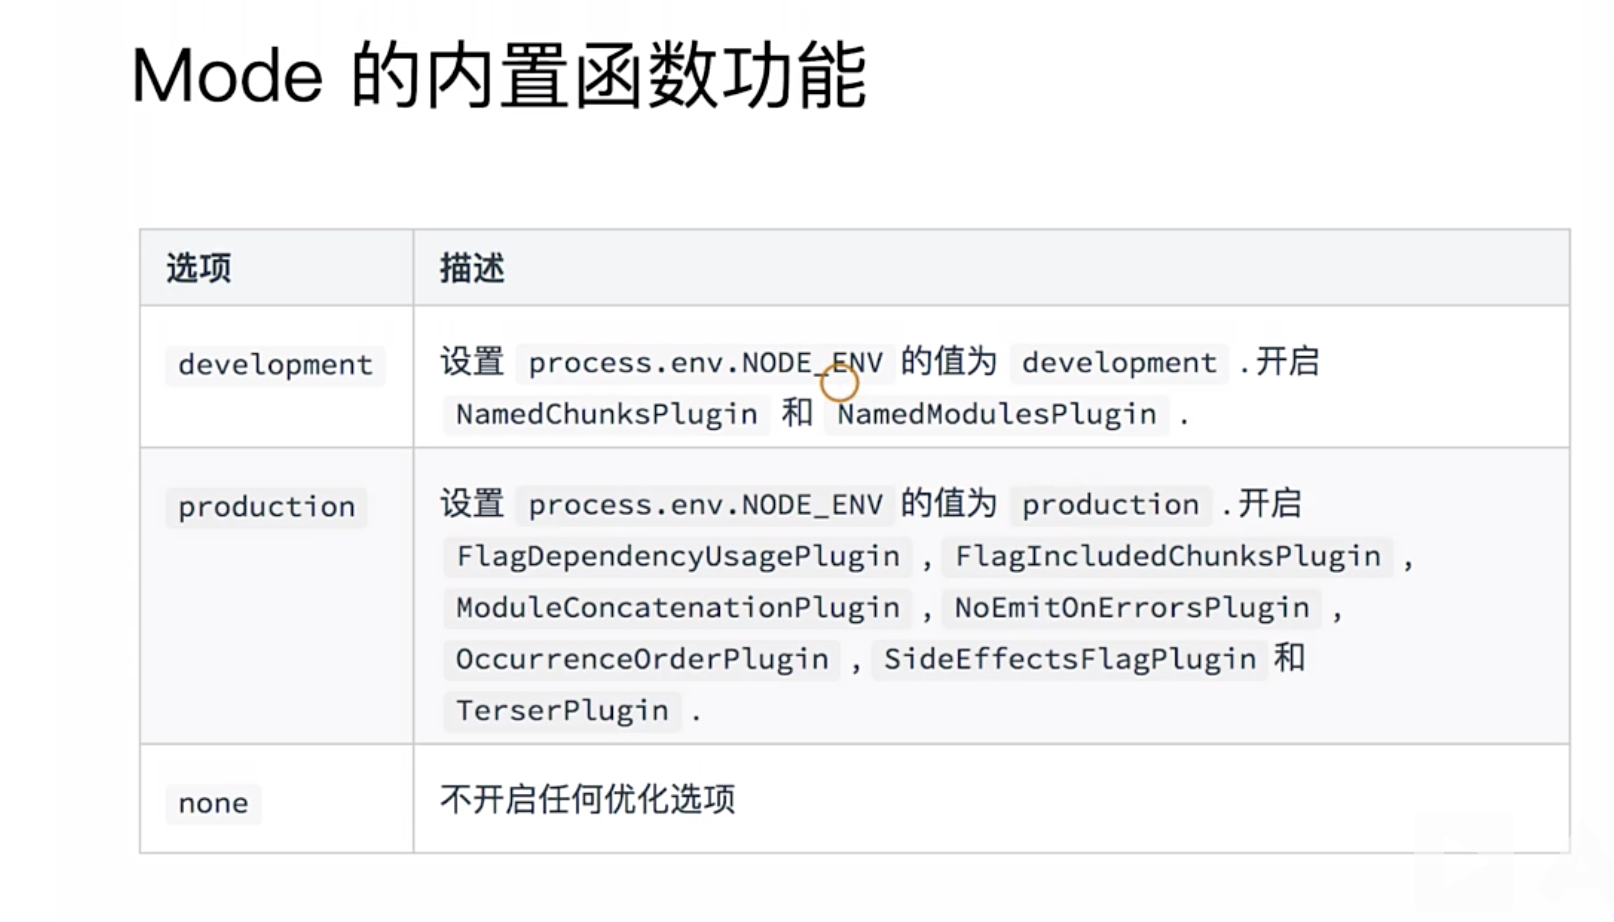 Mode 的内置函数功能
选项
描述
development
设置 process.env.NODE_ENV 的值为 development .开启
NamedChunksPlugin 和 NamedModulesPlugin .
production
设置 process.env.NODE_ENV 的值为 production .开启
FlagDependencyUsagePlugin , FlagIncludedChunksPlugin ,
ModuleConcatenationPlugin , NoEmitOnErrorsPlugin ,
OccurrenceOrderPlugin , SideEffectsFlagPlugin 和
TerserPlugin .
none
不开启任何优化选项